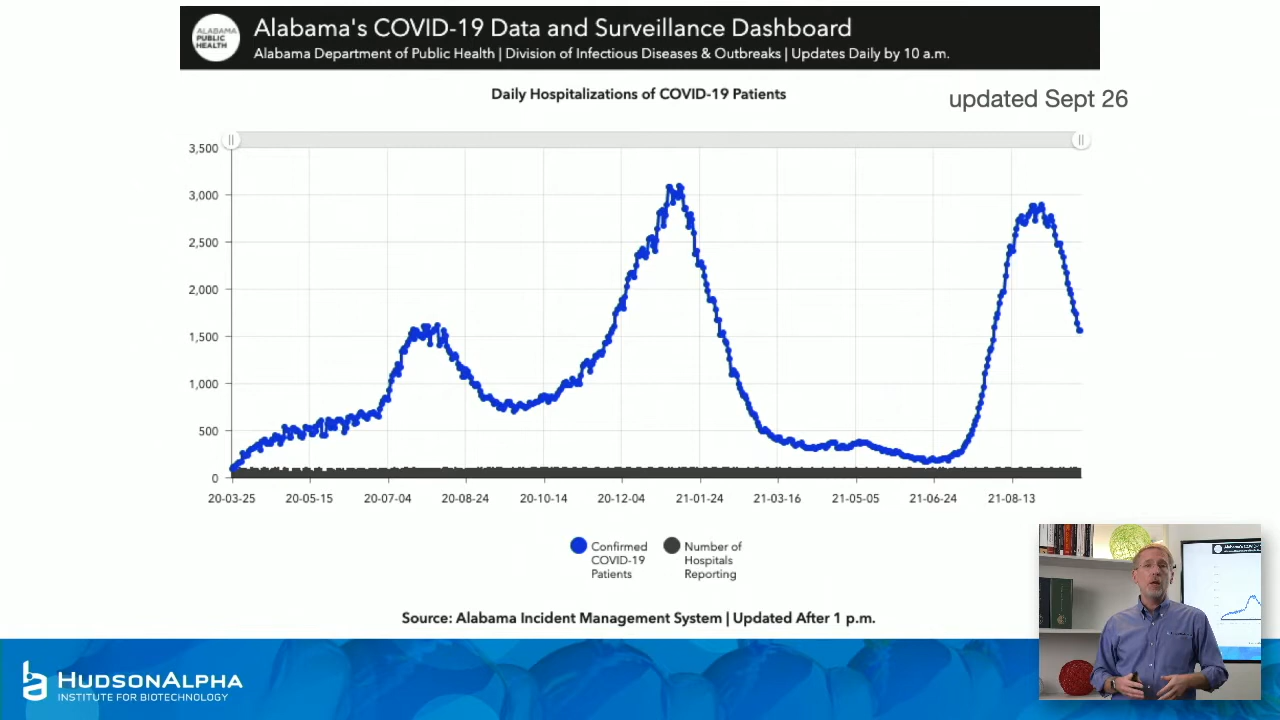 ALABAMA
PUBLIC
HEALTH
Alabama's COVID-19 Data and Surveillance Dashboard
Alabama Department of Public Health | Division of Infectious Diseases & Outbreaks | Updates Daily by 10 a.m.
Daily Hospitalizations of COVID-19 Patients
updated Sept 26
3,500
3,000
2,500
2,000
1,500
1,000
500
0
20-03-25 20-05-15 20-07-04 20-08-24 20-10-14 20-12-04 21-01-24 21-03-16 21-05-05 21-06-24 21-08-13
Confirmed
COVID-19
Patients
Number of
Hospitals
Reporting
Source: Alabama Incident Management System | Updated After 1 p.m.
HUDSONALPHA
INSTITUTE FOR BIOTECHNOLOGY